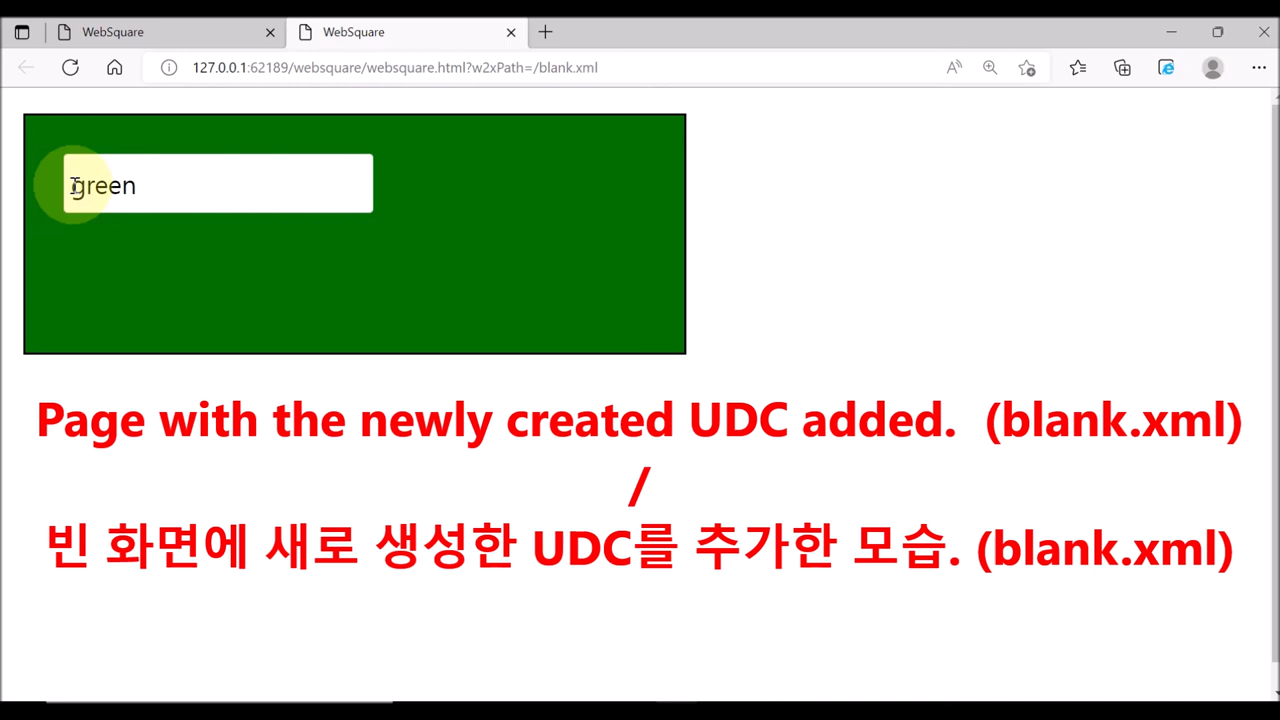 WebSquare
WebSquare
127.0.0.1:62189/websquare/websquare.html?w2xPath=/blank.xml
green
Page with the newly created UDC added. (blank.xml)
/
빈 화면에 새로 생성한 UDC를 추가한 모습. (blank.xml)